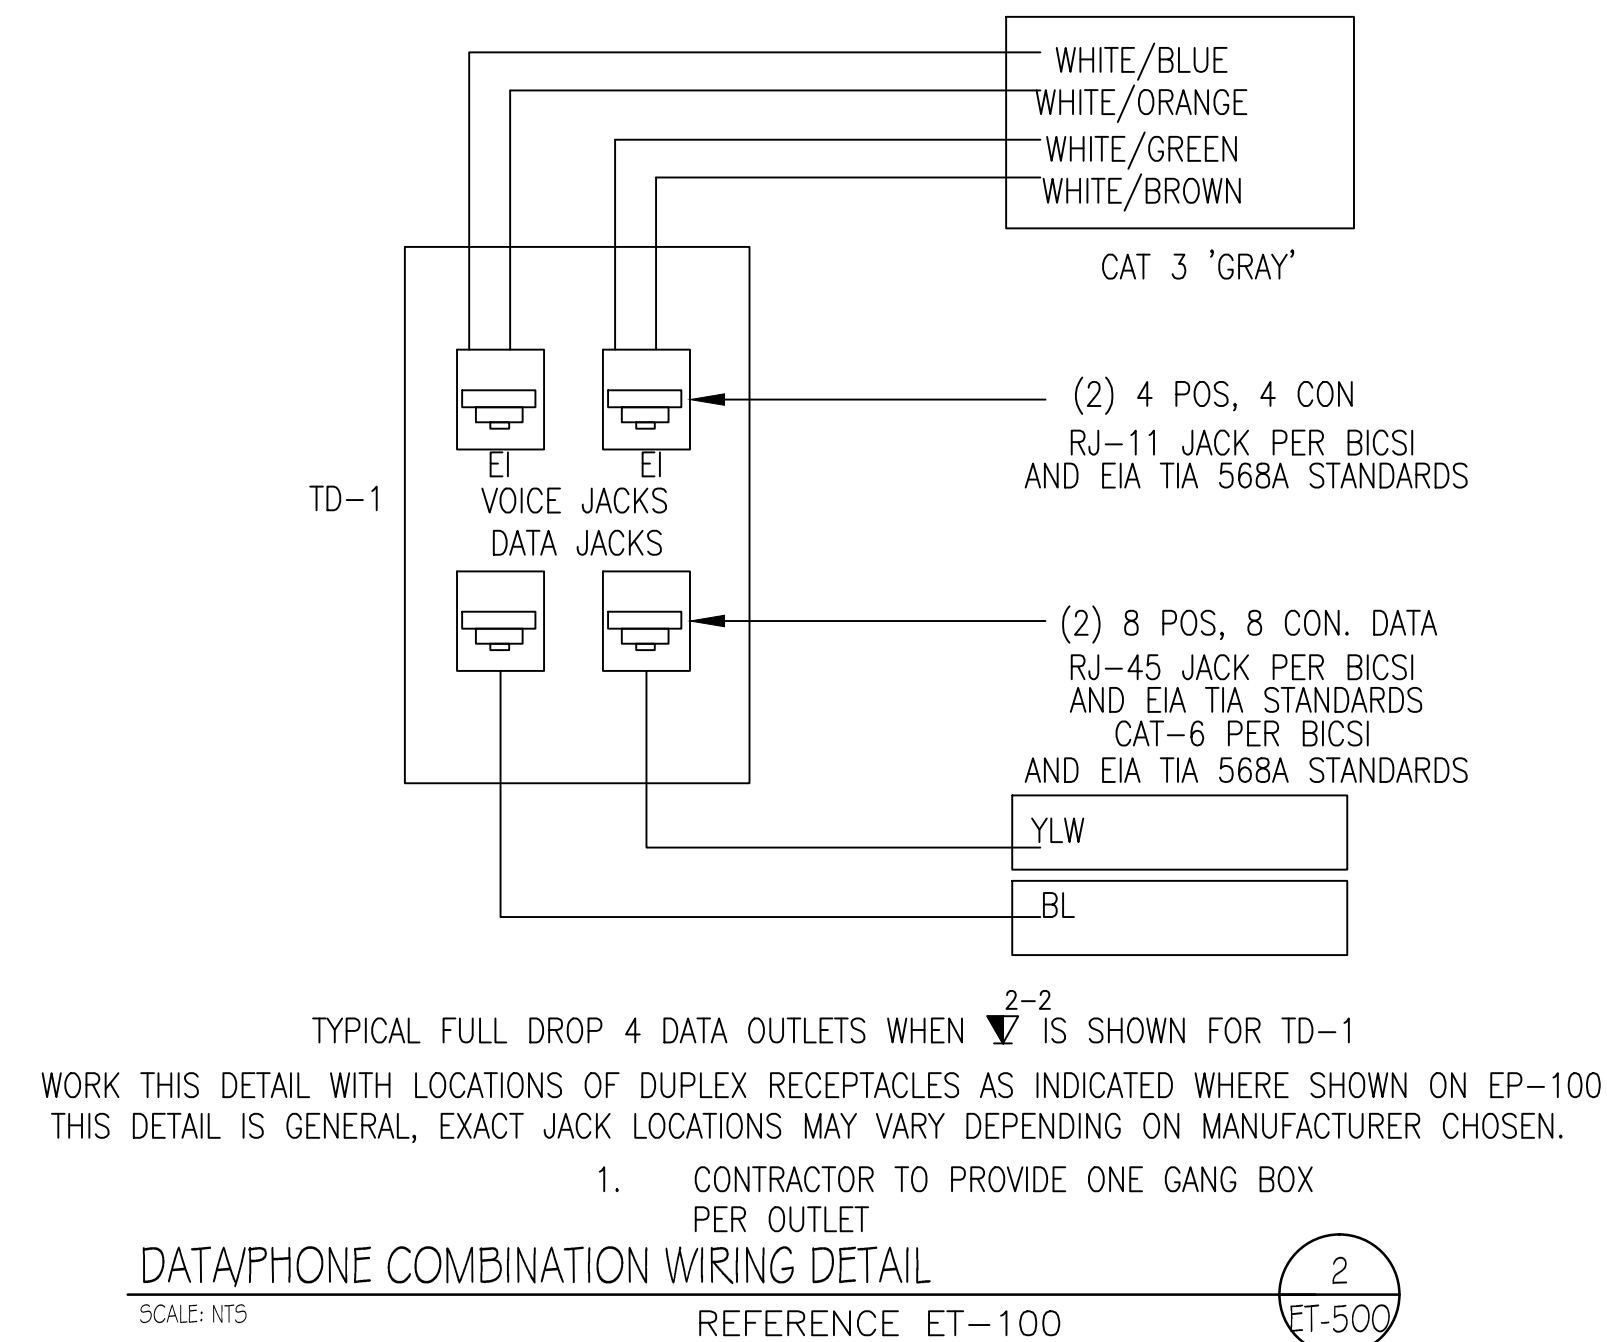 WHITE/BLUE
WHITE/ORANGE
WHITE/GREEN
WHITE/BROWN
CAT 3 'GRAY'
(2) 4 POS, 4 CON
RJ-11 JACK PER BICSI
AND EIA TIA 568A STANDARDS
EI EI
TD-1
VOICE JACKS
DATA JACKS
(2) 8 POS, 8 CON. DATA
RJ-45 JACK PER BICSI
AND EIA TIA STANDARDS
CAT-6 PER BICSI
AND EIA TIA 568A STANDARDS
YLW
BL
TYPICAL FULL DROP 4 DATA OUTLETS WHEN 2-2 IS SHOWN FOR TD-1
WORK THIS DETAIL WITH LOCATIONS OF DUPLEX RECEPTACLES AS INDICATED WHERE SHOWN ON EP-100
THIS DETAIL IS GENERAL, EXACT JACK LOCATIONS MAY VARY DEPENDING ON MANUFACTURER CHOSEN.
1. CONTRACTOR TO PROVIDE ONE GANG BOX
PER OUTLET
DATA/PHONE COMBINATION WIRING DETAIL
2
SCALE: NTS
REFERENCE ET-100
ET-500